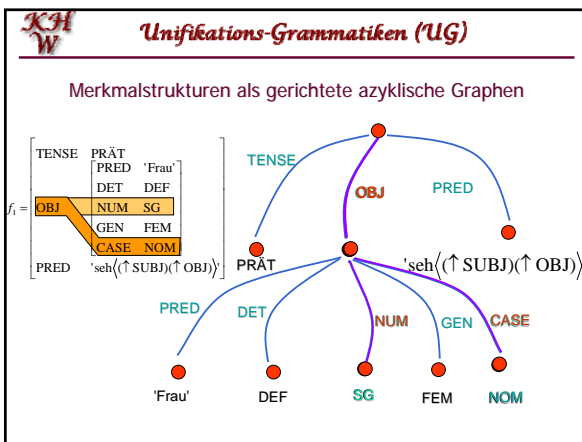 KH
W
Unifikations-Grammatiken (UG)
Merkmalstrukturen als gerichtete azyklische Graphen
f₁ =
TENSE PRÄT
OBJ
PRED 'Frau'
DET DEF
NUM SG
GEN FEM
CASE NOM
PRED 'seh⟨(↑ SUBJ)(↑ OBJ)⟩'
TENSE
OBJ
PRED
PRÄT
'seh⟨(↑ SUBJ)(↑ OBJ)⟩
PRED
DET
NUM
GEN
CASE
'Frau'
DEF
SG
FEM
NOM